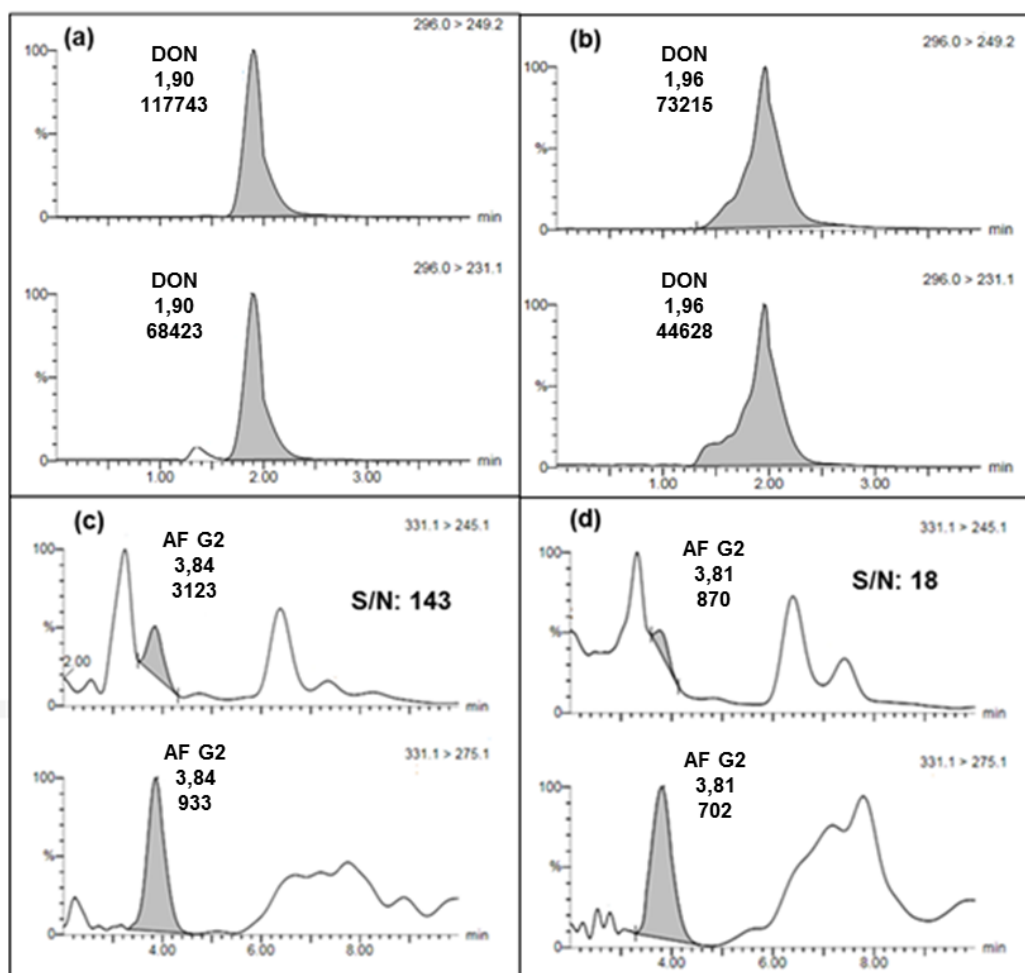 (a)
296.0 > 249.2
DON
1,90
117743
100
%
0
min
296.0 > 231.1
DON
1,90
68423
100
%
0
1.00 2.00 3.00
min
(b)
296.0 > 249.2
DON
1,96
73215
100
%
0
min
296.0 > 231.1
DON
1,96
44628
100
%
0
1.00 2.00 3.00
min
(c)
331.1 > 245.1
AF G2
3,84
3123
S/N: 143
100
%
2.00
0
min
331.1 > 275.1
AF G2
3,84
933
100
%
0
4.00 6.00 8.00
min
(d)
331.1 > 245.1
AF G2
3,81
870
S/N: 18
100
%
0
min
331.1 > 275.1
AF G2
3,81
702
100
%
0
4.00 6.00 8.00
min